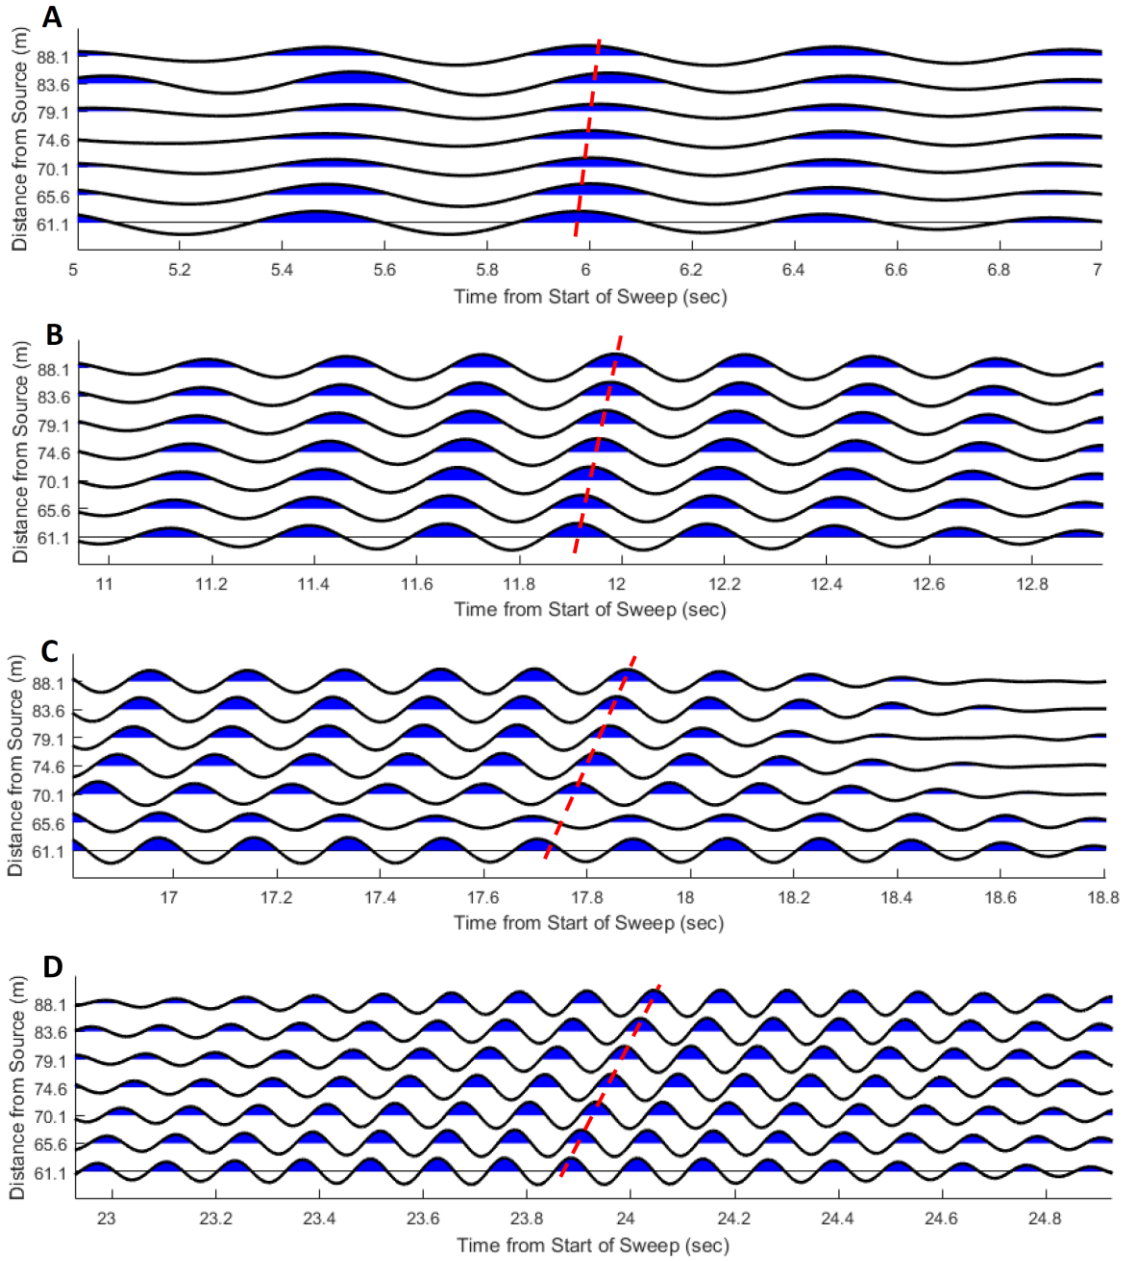 A
Distance from Source (m)
88.1
83.6
79.1
74.6
70.1
65.6
61.1
5 5.2 5.4 5.6 5.8 6 6.2 6.4 6.6 6.8 7
Time from Start of Sweep (sec)
B
Distance from Source (m)
88.1
83.6
79.1
74.6
70.1
65.6
61.1
11 11.2 11.4 11.6 11.8 12 12.2 12.4 12.6 12.8
Time from Start of Sweep (sec)
C
Distance from Source (m)
88.1
83.6
79.1
74.6
70.1
65.6
61.1
17 17.2 17.4 17.6 17.8 18 18.2 18.4 18.6 18.8
Time from Start of Sweep (sec)
D
Distance from Source (m)
88.1
83.6
79.1
74.6
70.1
65.6
61.1
23 23.2 23.4 23.6 23.8 24 24.2 24.4 24.6 24.8
Time from Start of Sweep (sec)